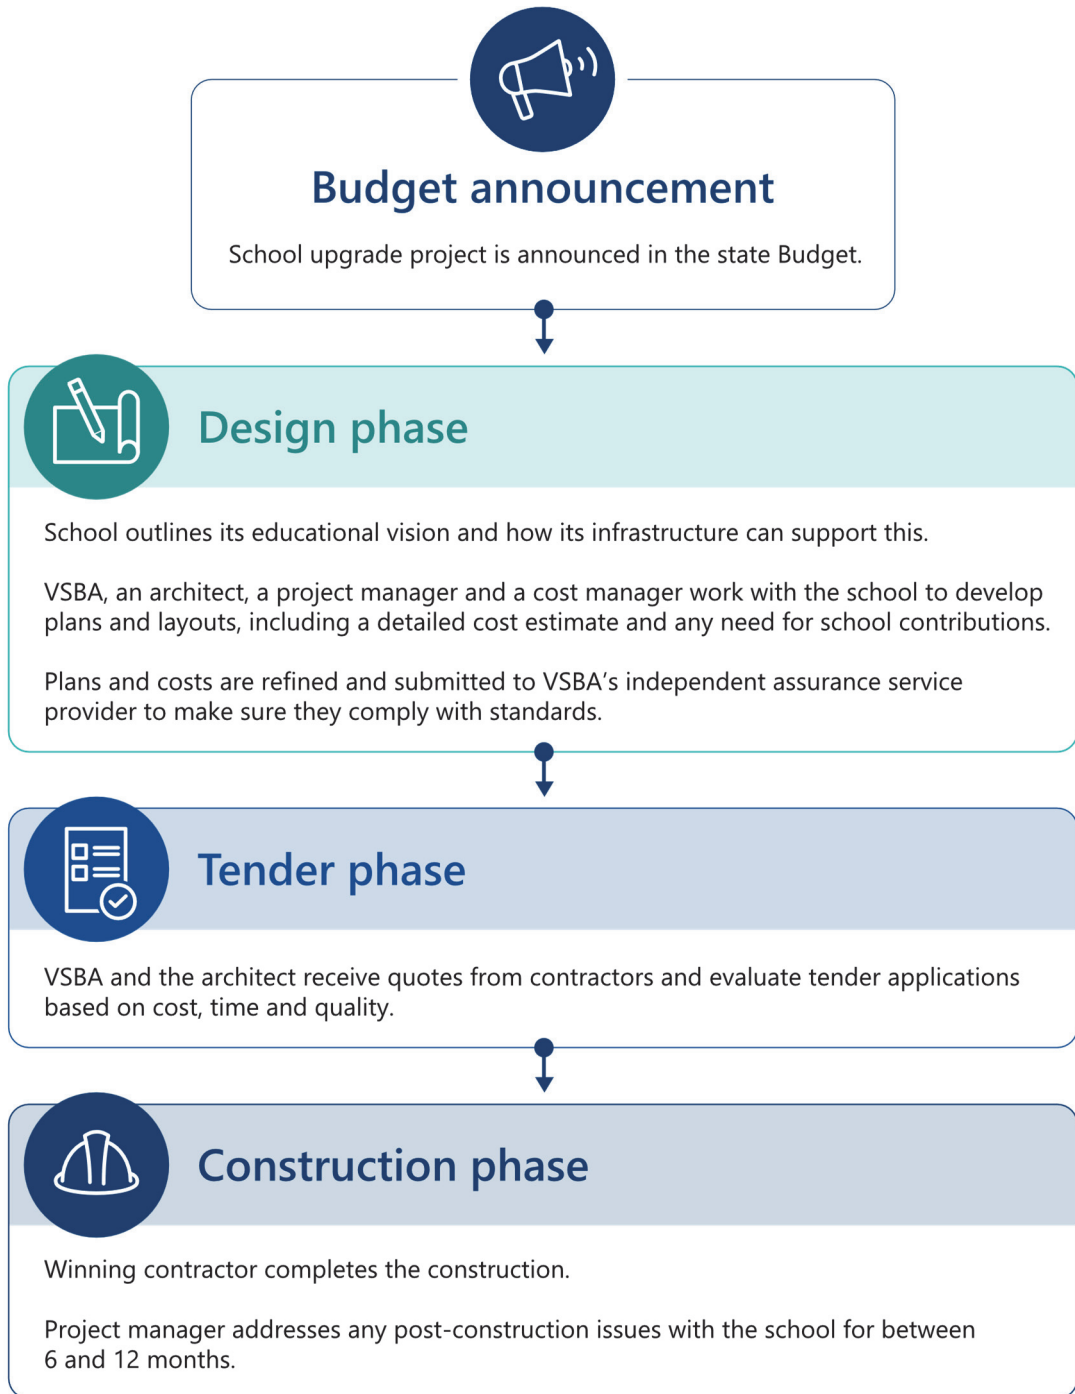 Budget announcement
School upgrade project is announced in the state Budget.
Design phase
School outlines its educational vision and how its infrastructure can support this.
VSBA, an architect, a project manager and a cost manager work with the school to develop
plans and layouts, including a detailed cost estimate and any need for school contributions.
Plans and costs are refined and submitted to VSBA’s independent assurance service
provider to make sure they comply with standards.
Tender phase
VSBA and the architect receive quotes from contractors and evaluate tender applications
based on cost, time and quality.
Construction phase
Winning contractor completes the construction.
Project manager addresses any post-construction issues with the school for between
6 and 12 months.